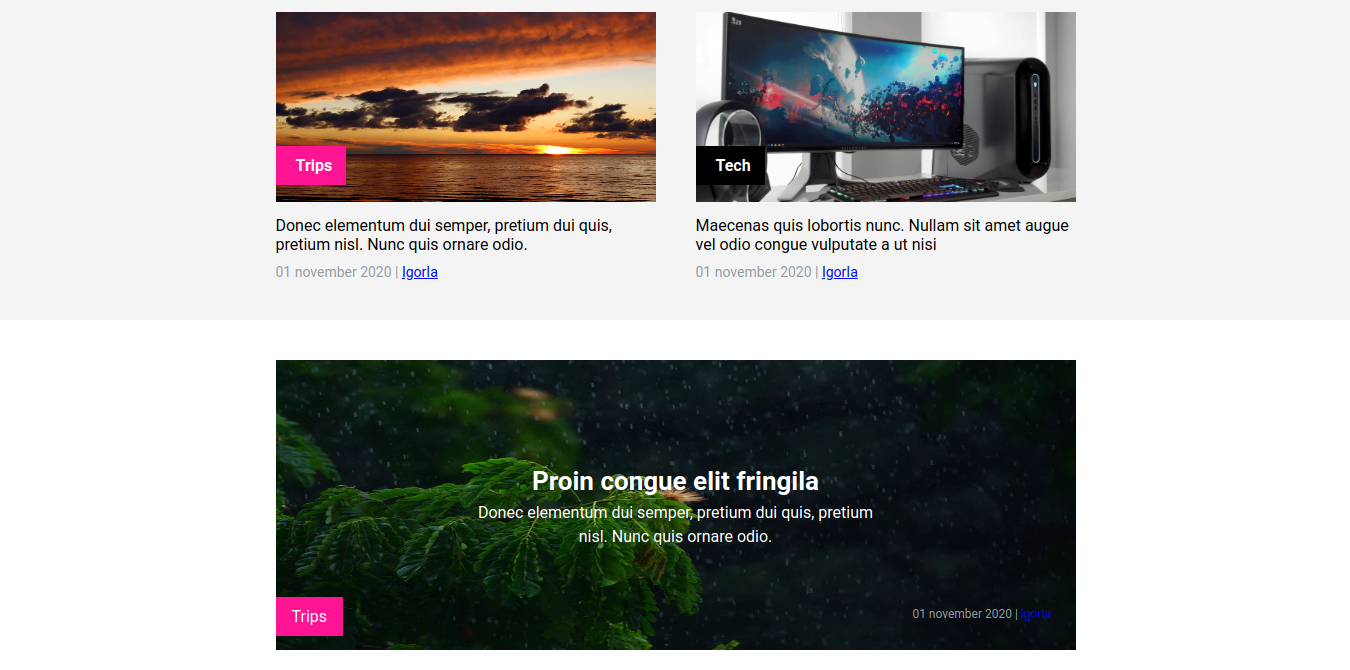 Trips
Tech
Donec elementum dui semper, pretium dui quis,
pretium nisl. Nunc quis ornare odio.
01 november 2020 | Igorla
Maecenas quis lobortis nunc. Nullam sit amet augue
vel odio congue vulputate a ut nisi
01 november 2020 | Igorla
Proin congue elit fringila
Donec elementum dui semper, pretium dui quis, pretium
nisl. Nunc quis ornare odio.
Trips
01 november 2020 | Igorla